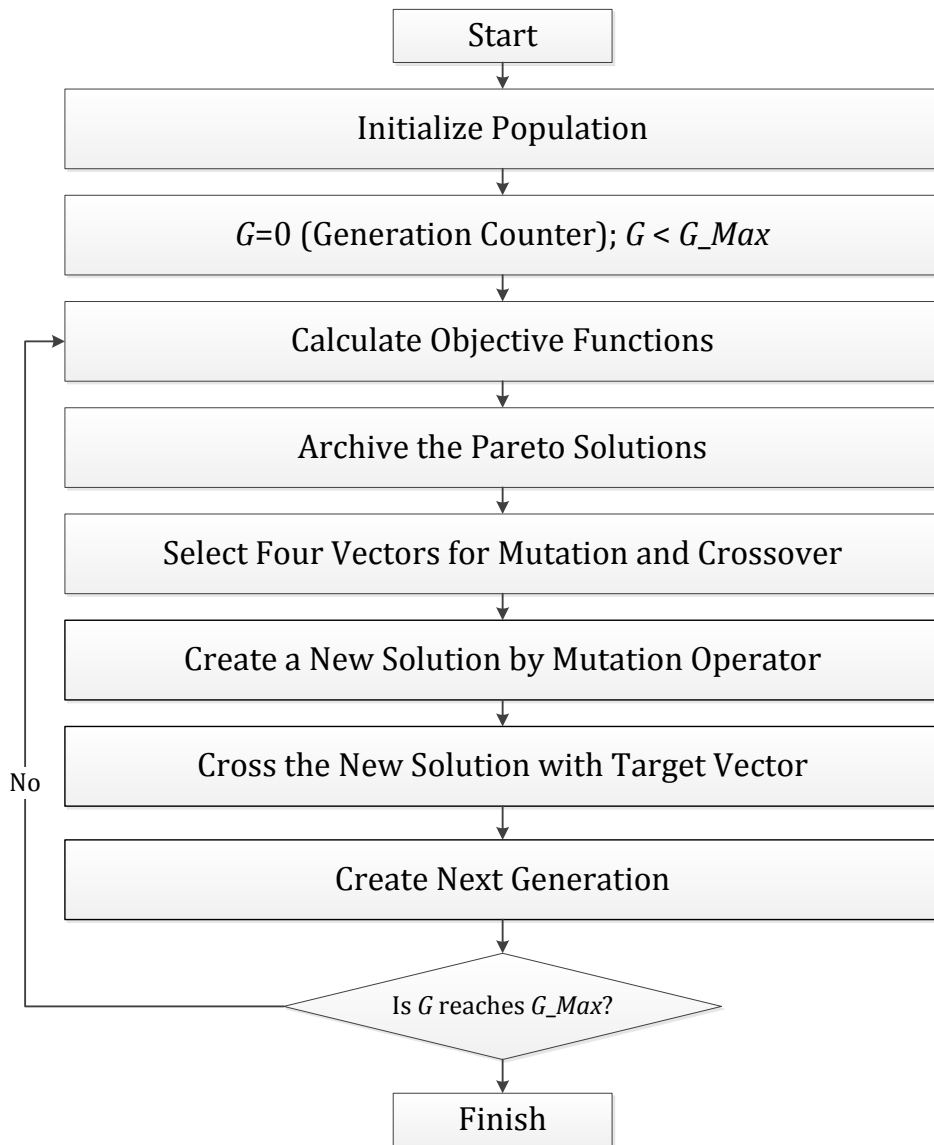 Start
Initialize Population
G=0 (Generation Counter); G < G_Max
Calculate Objective Functions
Archive the Pareto Solutions
Select Four Vectors for Mutation and Crossover
Create a New Solution by Mutation Operator
Cross the New Solution with Target Vector
No
Create Next Generation
Is G reaches G_Max?
Finish